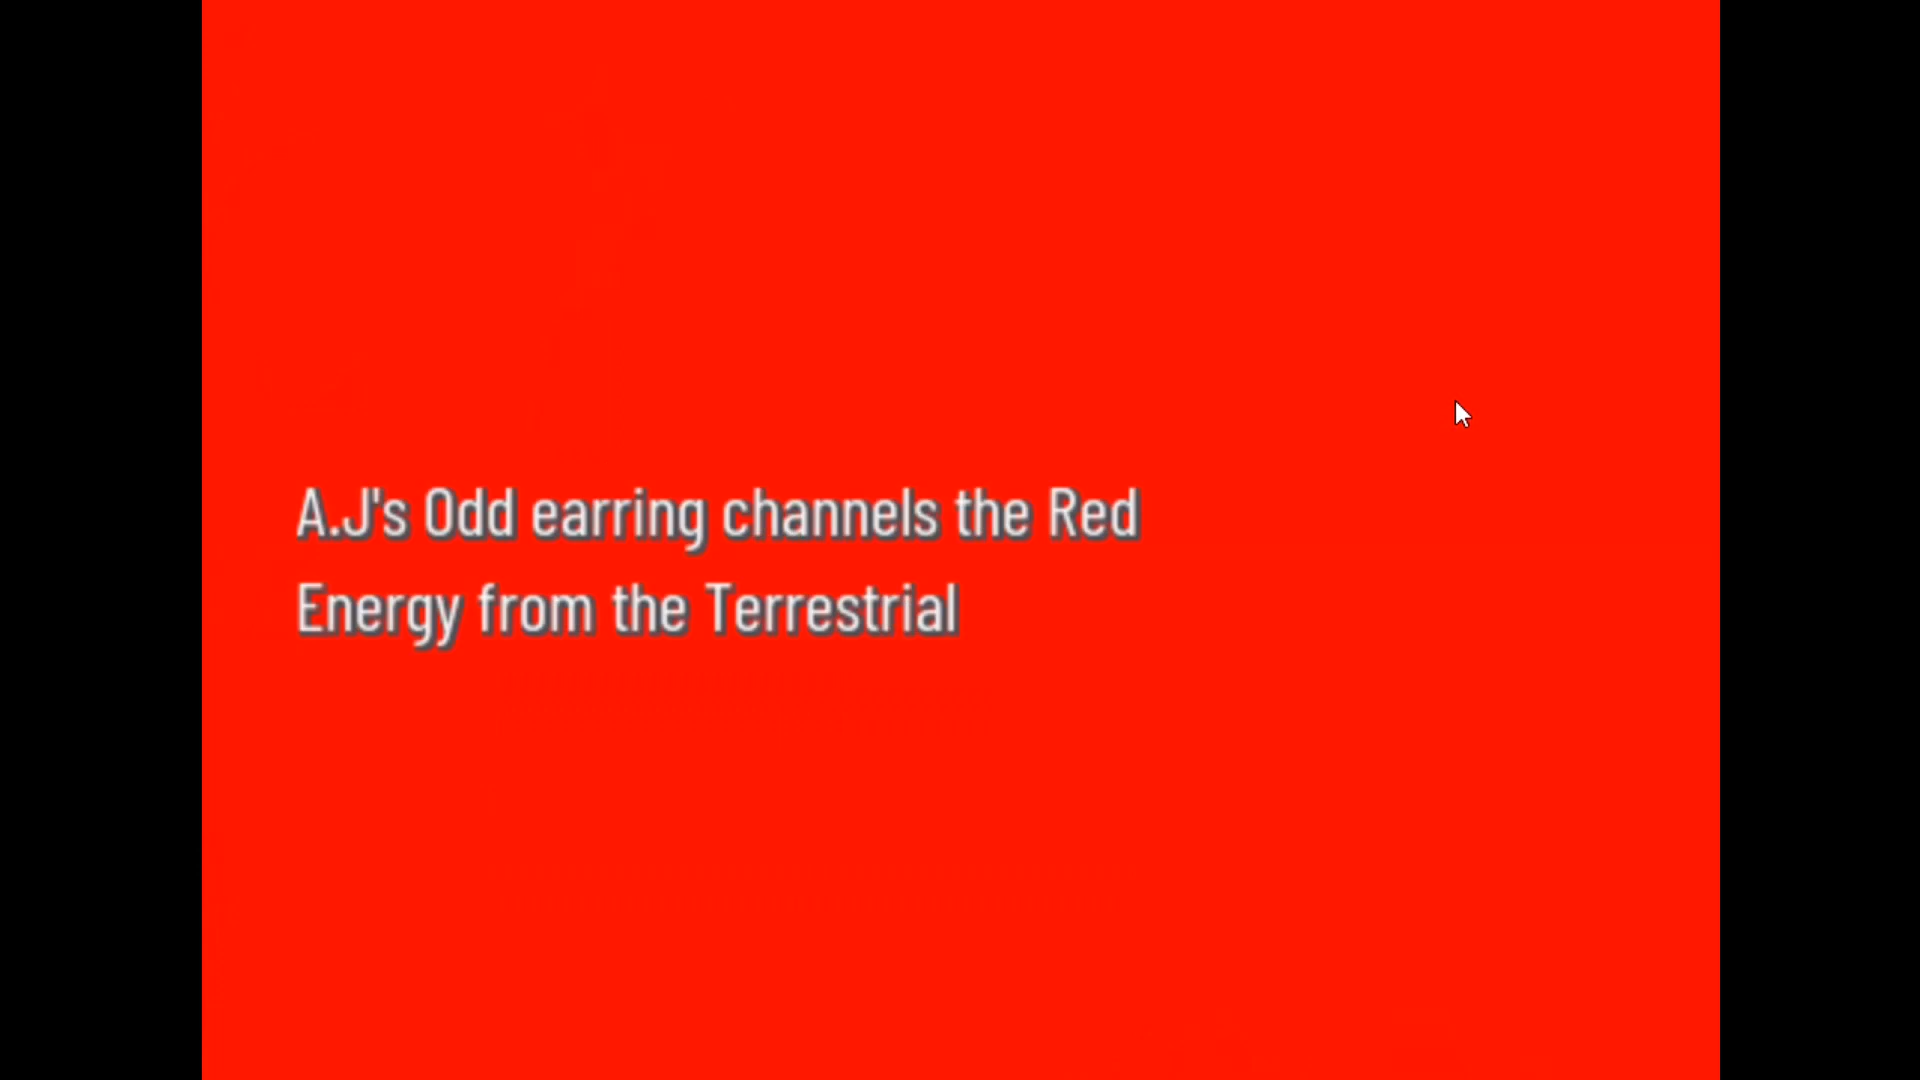 A.J's Odd earring channels the Red
Energy from the Terrestrial